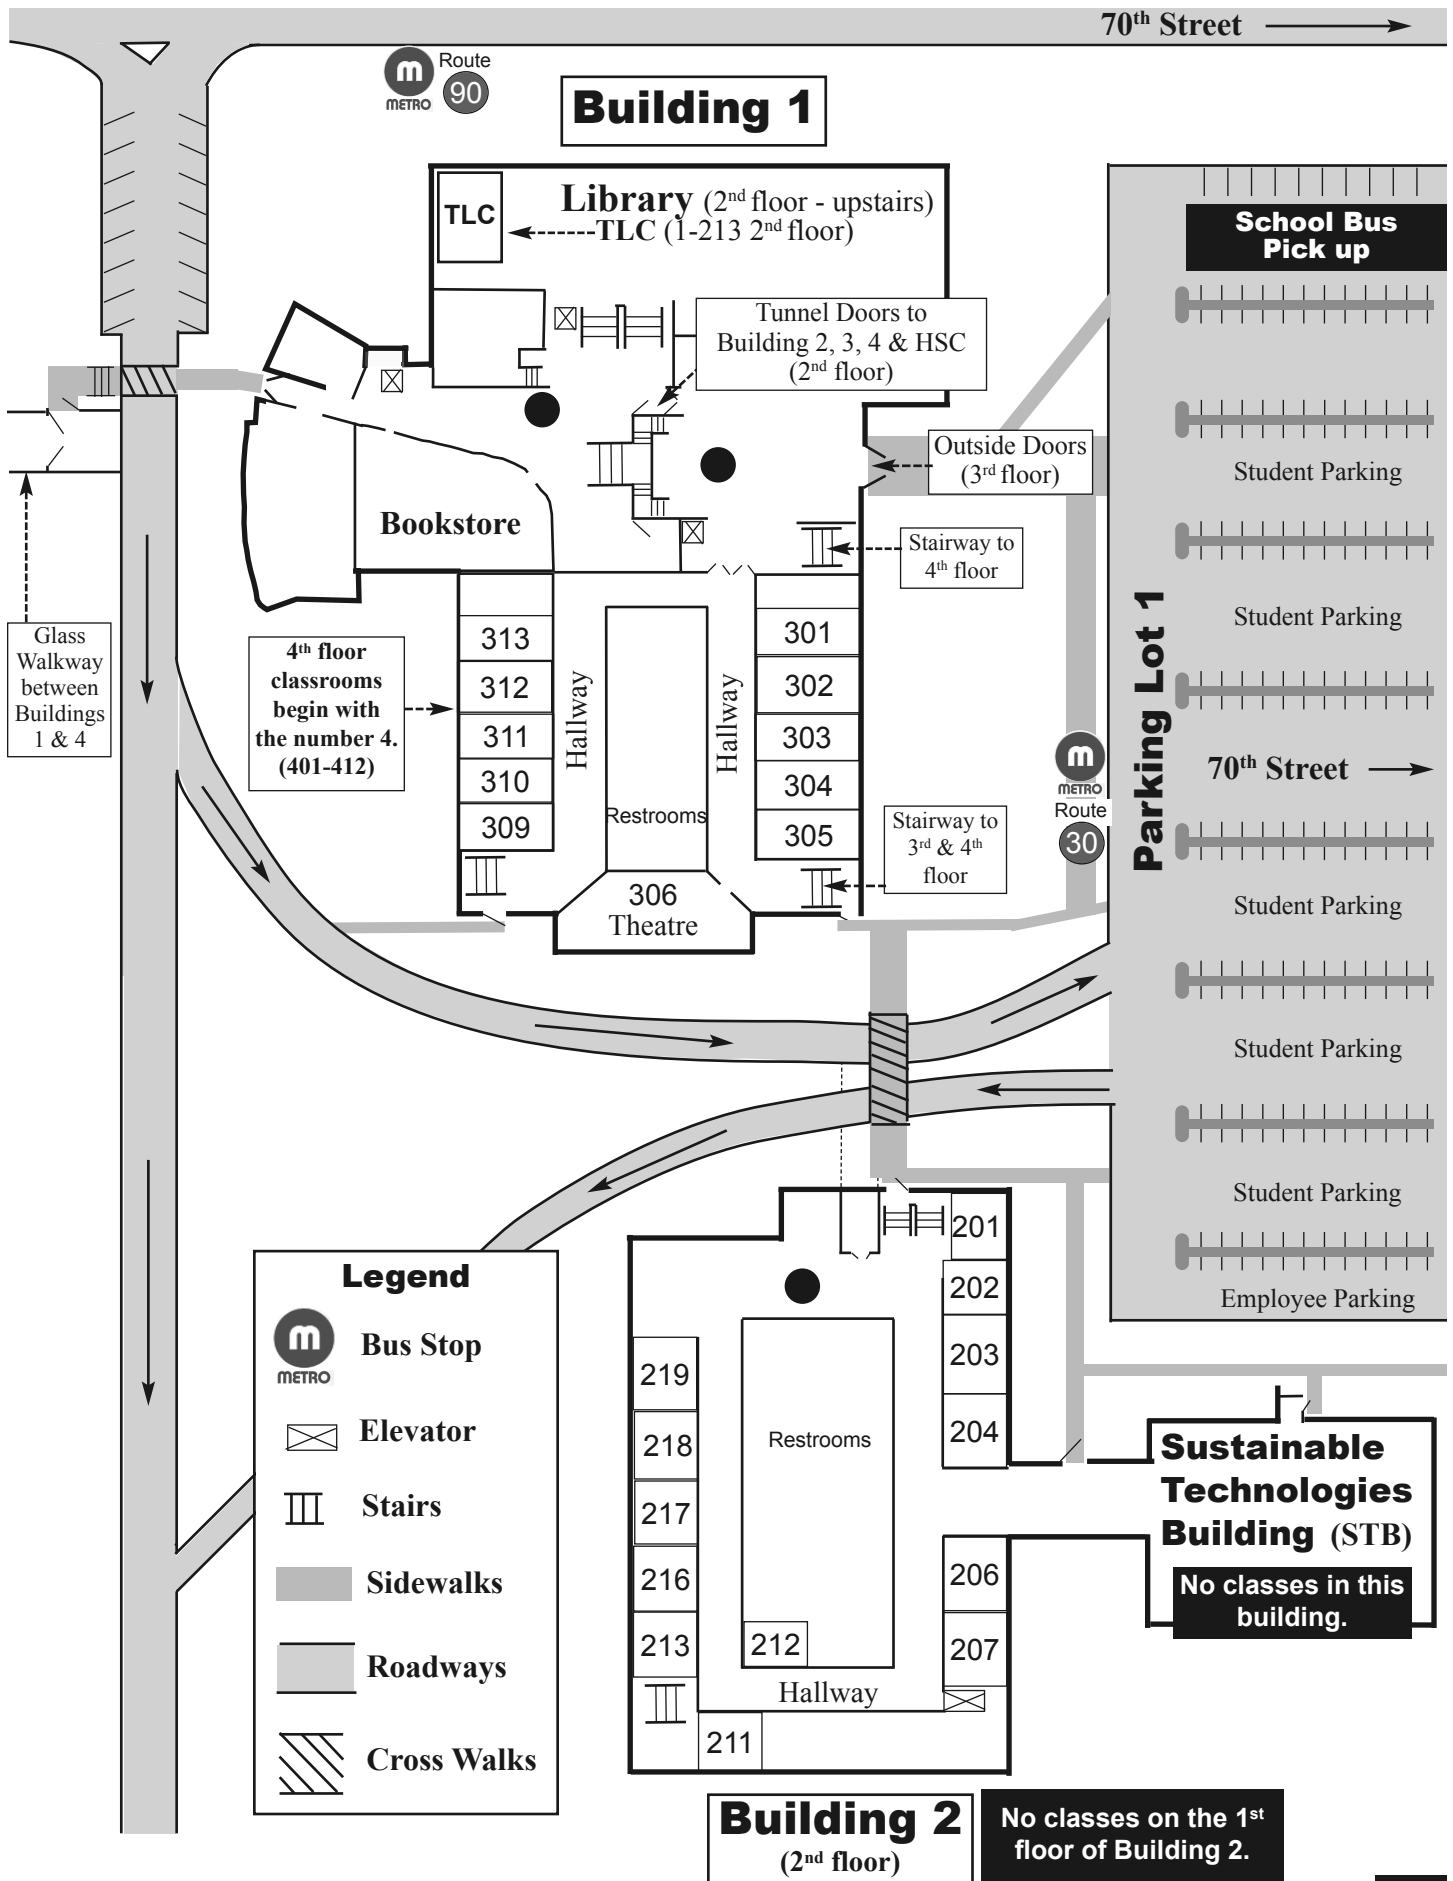 70th Street
Route
90
METRO
Building 1
TLC
Library (2nd floor - upstairs)
TLC (1-213 2nd floor)
School Bus
Pick up
Tunnel Doors to
Building 2, 3, 4 & HSC
(2nd floor)
Outside Doors
(3rd floor)
Student Parking
Bookstore
Stairway to
4th floor
Student Parking
Glass
Walkway
between
Buildings
1 & 4
4th floor
classrooms
begin with
the number 4.
(401-412)
313
312
311
310
309
Hallway
Restrooms
Hallway
301
302
303
304
305
306
Theatre
Stairway to
3rd & 4th
floor
METRO
Route
30
Parking Lot 1
70th Street
Student Parking
Student Parking
Student Parking
Employee Parking
Legend
METRO
Bus Stop
Elevator
Stairs
Sidewalks
Roadways
Cross Walks
201
202
203
204
206
207
219
218
217
216
213
212
211
Restrooms
Hallway
Sustainable
Technologies
Building (STB)
No classes in this
building.
Building 2
(2nd floor)
No classes on the 1st
floor of Building 2.